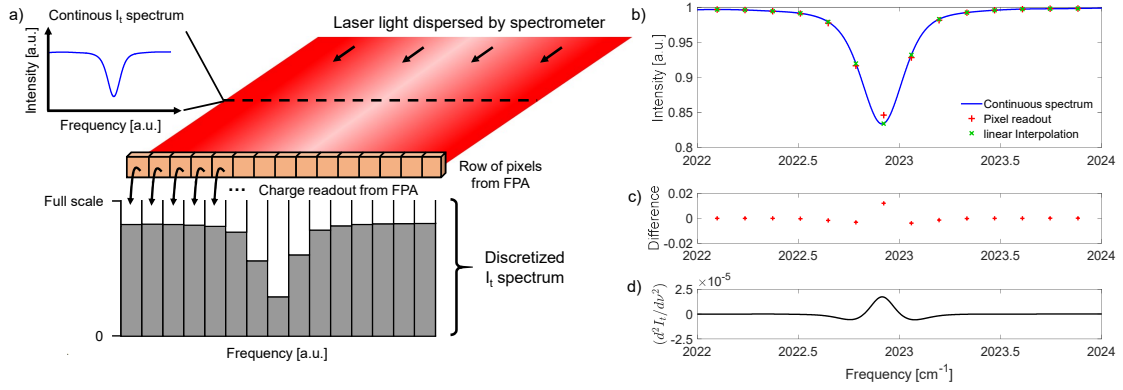 a)
Continous It spectrum
Intensity [a.u.]
Frequency [a.u.]
Laser light dispersed by spectrometer
Row of pixels
from FPA
... Charge readout from FPA
Full scale
0
Discretized
It spectrum
Frequency [a.u.]
b)
Intensity [a.u.]
1
0.95
0.9
0.85
0.8
Continuous spectrum
Pixel readout
linear Interpolation
2022 2022.5 2023 2023.5 2024
c)
Difference
0.02
0
-0.02
2022 2022.5 2023 2023.5 2024
d)
×10-5
(d²It/dν²)
2.5
0
-2.5
2022 2022.5 2023 2023.5 2024
Frequency [cm-1]